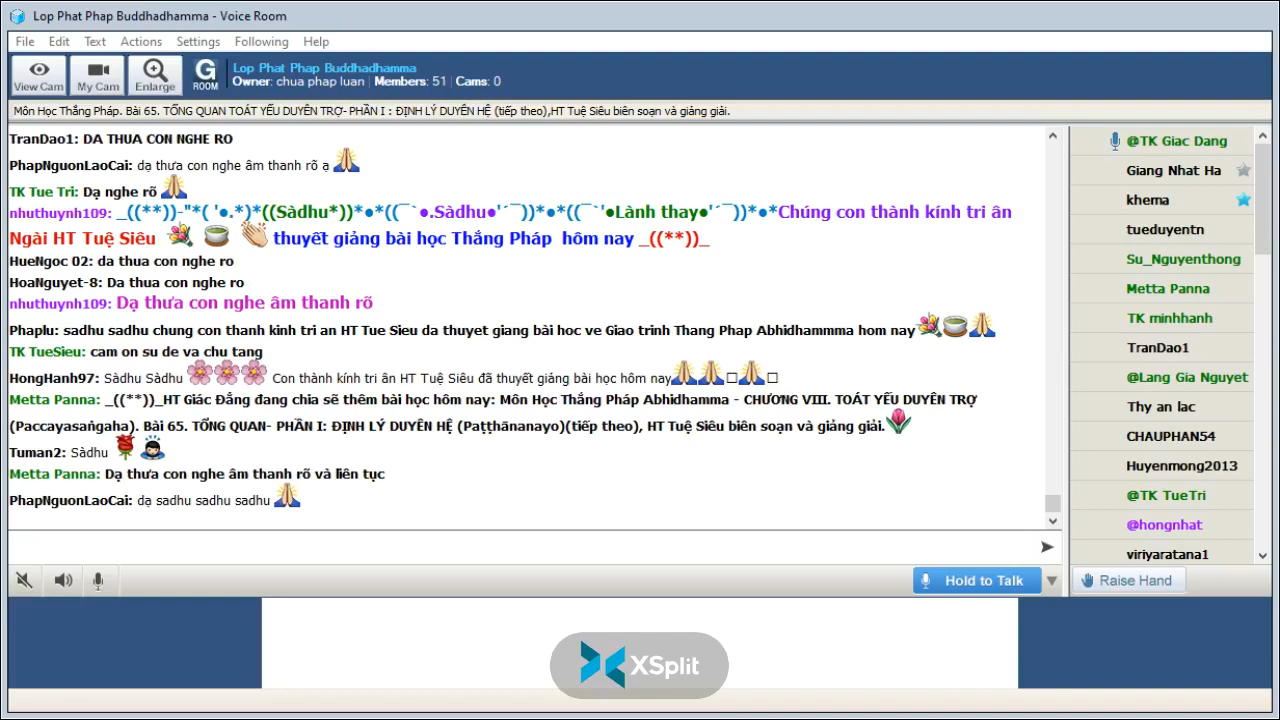 Lop Phat Phap Buddhadhamma - Voice Room
File Edit Text Actions Settings Following Help
View Cam My Cam Enlarge G ROOM
Lop Phat Phap Buddhadhamma
Owner: chua phap luan Members: 51 Cams: 0
Môn Học Thắng Pháp. Bài 65. TỔNG QUAN TOÁT YẾU DUYÊN TRỢ- PHẦN I : ĐỊNH LÝ DUYÊN HỆ (tiếp theo),HT Tuệ Siêu biên soạn và giảng giải.
TranDao1: DA THUA CON NGHE RO
PhapNguonLaoCai: dạ thưa con nghe âm thanh rõ ạ
TK Tue Tri: Dạ nghe rõ
nhuthuynh109: _((**))-"*( '●.*)*((Sàdhu*))*●*((¯`●.Sàdhu●'´¯))*●*((¯`'●Lành thay●'´¯))*●*Chúng con thành kính tri ân
Ngài HT Tuệ Siêu thuyết giảng bài học Thắng Pháp hôm nay _((**))_
HueNgoc 02: da thua con nghe ro
HoaNguyet-8: Da thua con nghe ro
nhuthuynh109: Dạ thưa con nghe âm thanh rõ
Phaplu: sadhu sadhu chung con thanh kinh tri an HT Tue Sieu da thuyet giang bài hoc ve Giao trinh Thang Phap Abhidhammma hom nay
TK TueSieu: cam on su de va chu tang
HongHanh97: Sàdhu Sàdhu Con thành kính tri ân HT Tuệ Siêu đã thuyết giảng bài học hôm nay
Metta Panna: _((**))_HT Giác Đẳng đang chia sẽ thêm bài học hôm nay: Môn Học Thắng Pháp Abhidhamma - CHƯƠNG VIII. TOÁT YẾU DUYÊN TRỢ
(Paccayasaṅgaha). Bài 65. TỔNG QUAN- PHẦN I: ĐỊNH LÝ DUYÊN HỆ (Paṭṭhānanayo)(tiếp theo), HT Tuệ Siêu biên soạn và giảng giải.
Tuman2: Sàdhu
Metta Panna: Dạ thưa con nghe âm thanh rõ và liên tục
PhapNguonLaoCai: dạ sadhu sadhu sadhu
@TK Giac Dang
Giang Nhat Ha
khema
tueduyentn
Su_Nguyenthong
Metta Panna
TK minhhanh
TranDao1
@Lang Gia Nguyet
Thy an lac
CHAUPHAN54
Huyenmong2013
@TK TueTri
@hongnhat
viriyaratana1
Hold to Talk
Raise Hand
XSplit